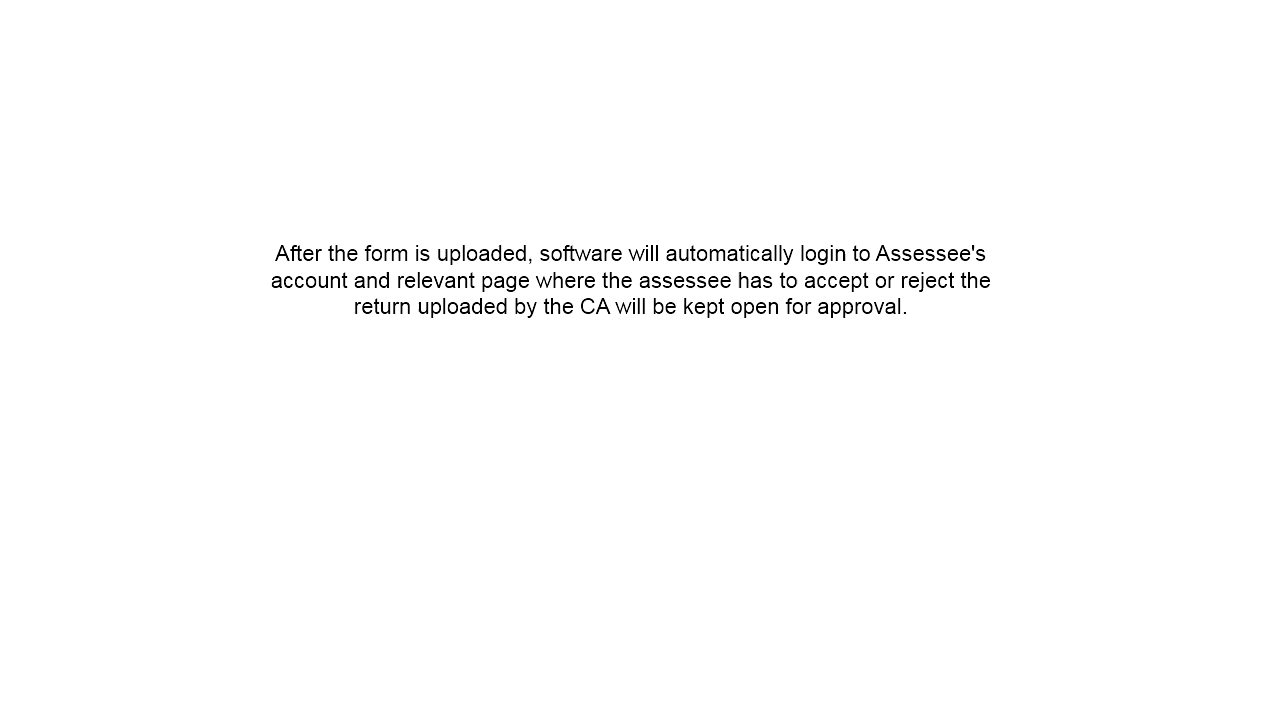 After the form is uploaded, software will automatically login to Assessee's
account and relevant page where the assessee has to accept or reject the
return uploaded by the CA will be kept open for approval.